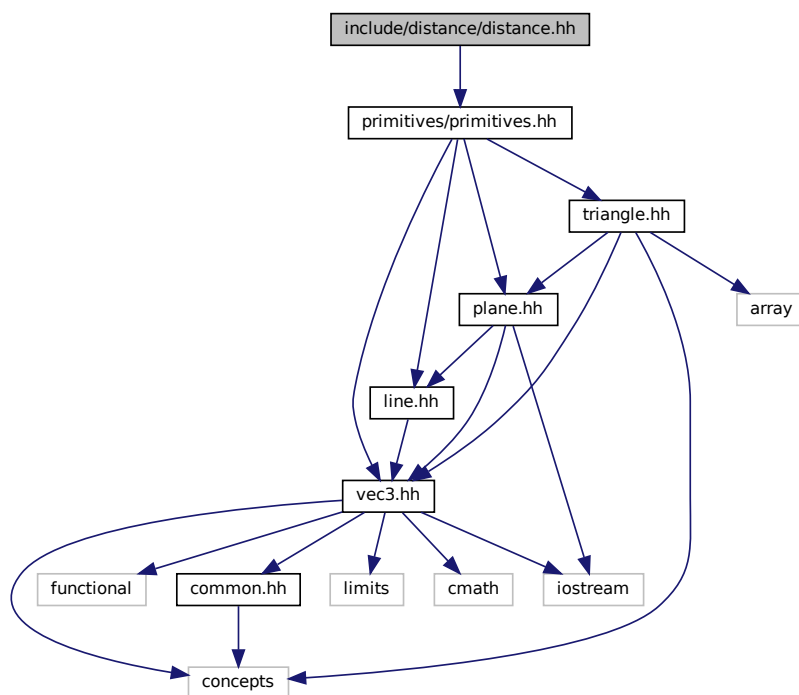 include/distance/distance.hh
primitives/primitives.hh
triangle.hh
plane.hh
array
line.hh
vec3.hh
functional
common.hh
limits
cmath
iostream
concepts